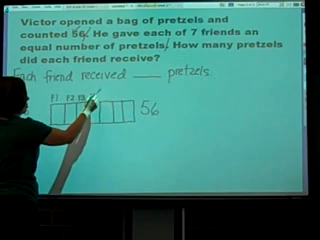 Victor opened a bag of pretzels and
counted 56. He gave each of 7 friends an
equal number of pretzels. How many pretzels
did each friend receive?
Each friend received ____ pretzels.
F1 F2 F3
56